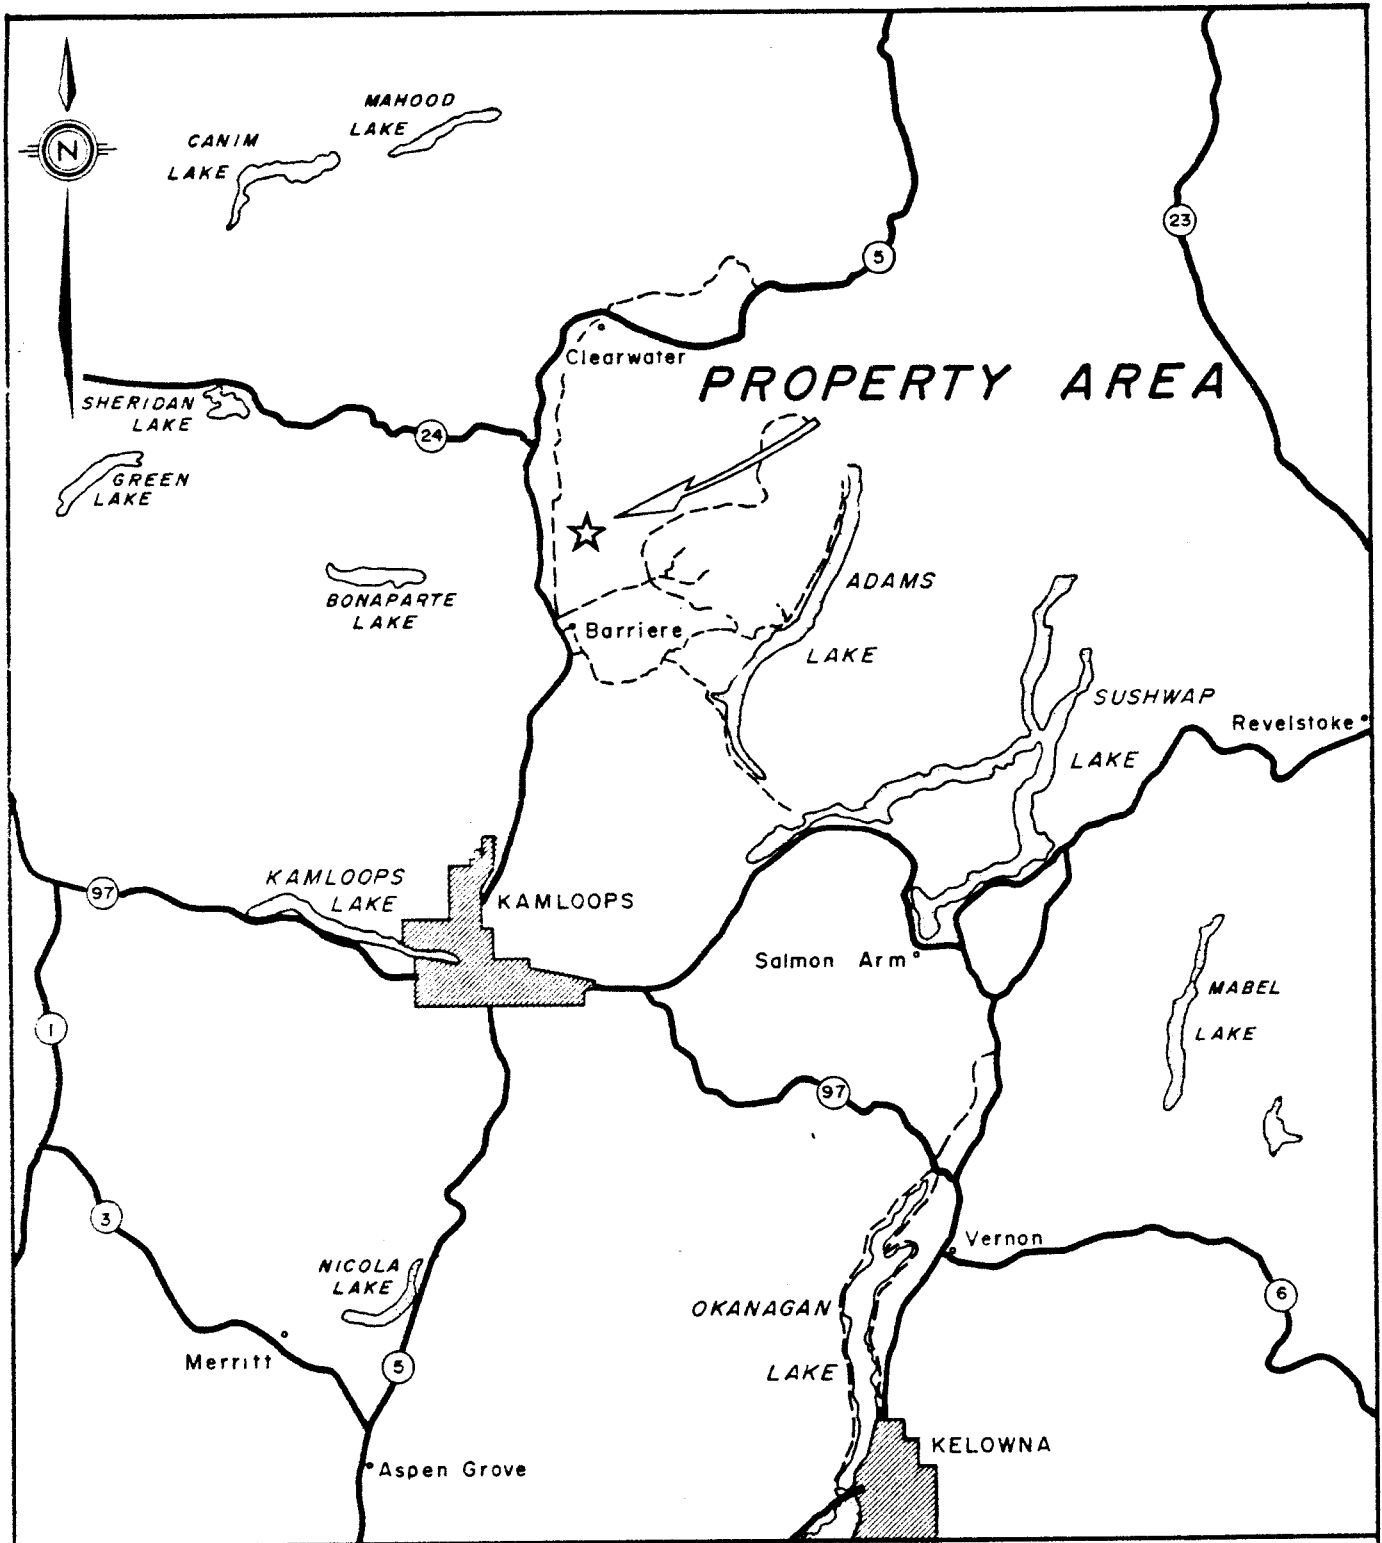 MAHOOD
LAKE
CANIM
LAKE
N
23
5
Clearwater
PROPERTY AREA
SHERIDAN
LAKE
24
GREEN
LAKE
BONAPARTE
LAKE
ADAMS
LAKE
Barriere
SUSHWAP
LAKE
Revelstoke
KAMLOOPS
LAKE
97
KAMLOOPS
Salmon Arm
MABEL
LAKE
1
97
3
Vernon
NICOLA
LAKE
6
OKANAGAN
LAKE
Merritt
5
KELOWNA
Aspen Grove